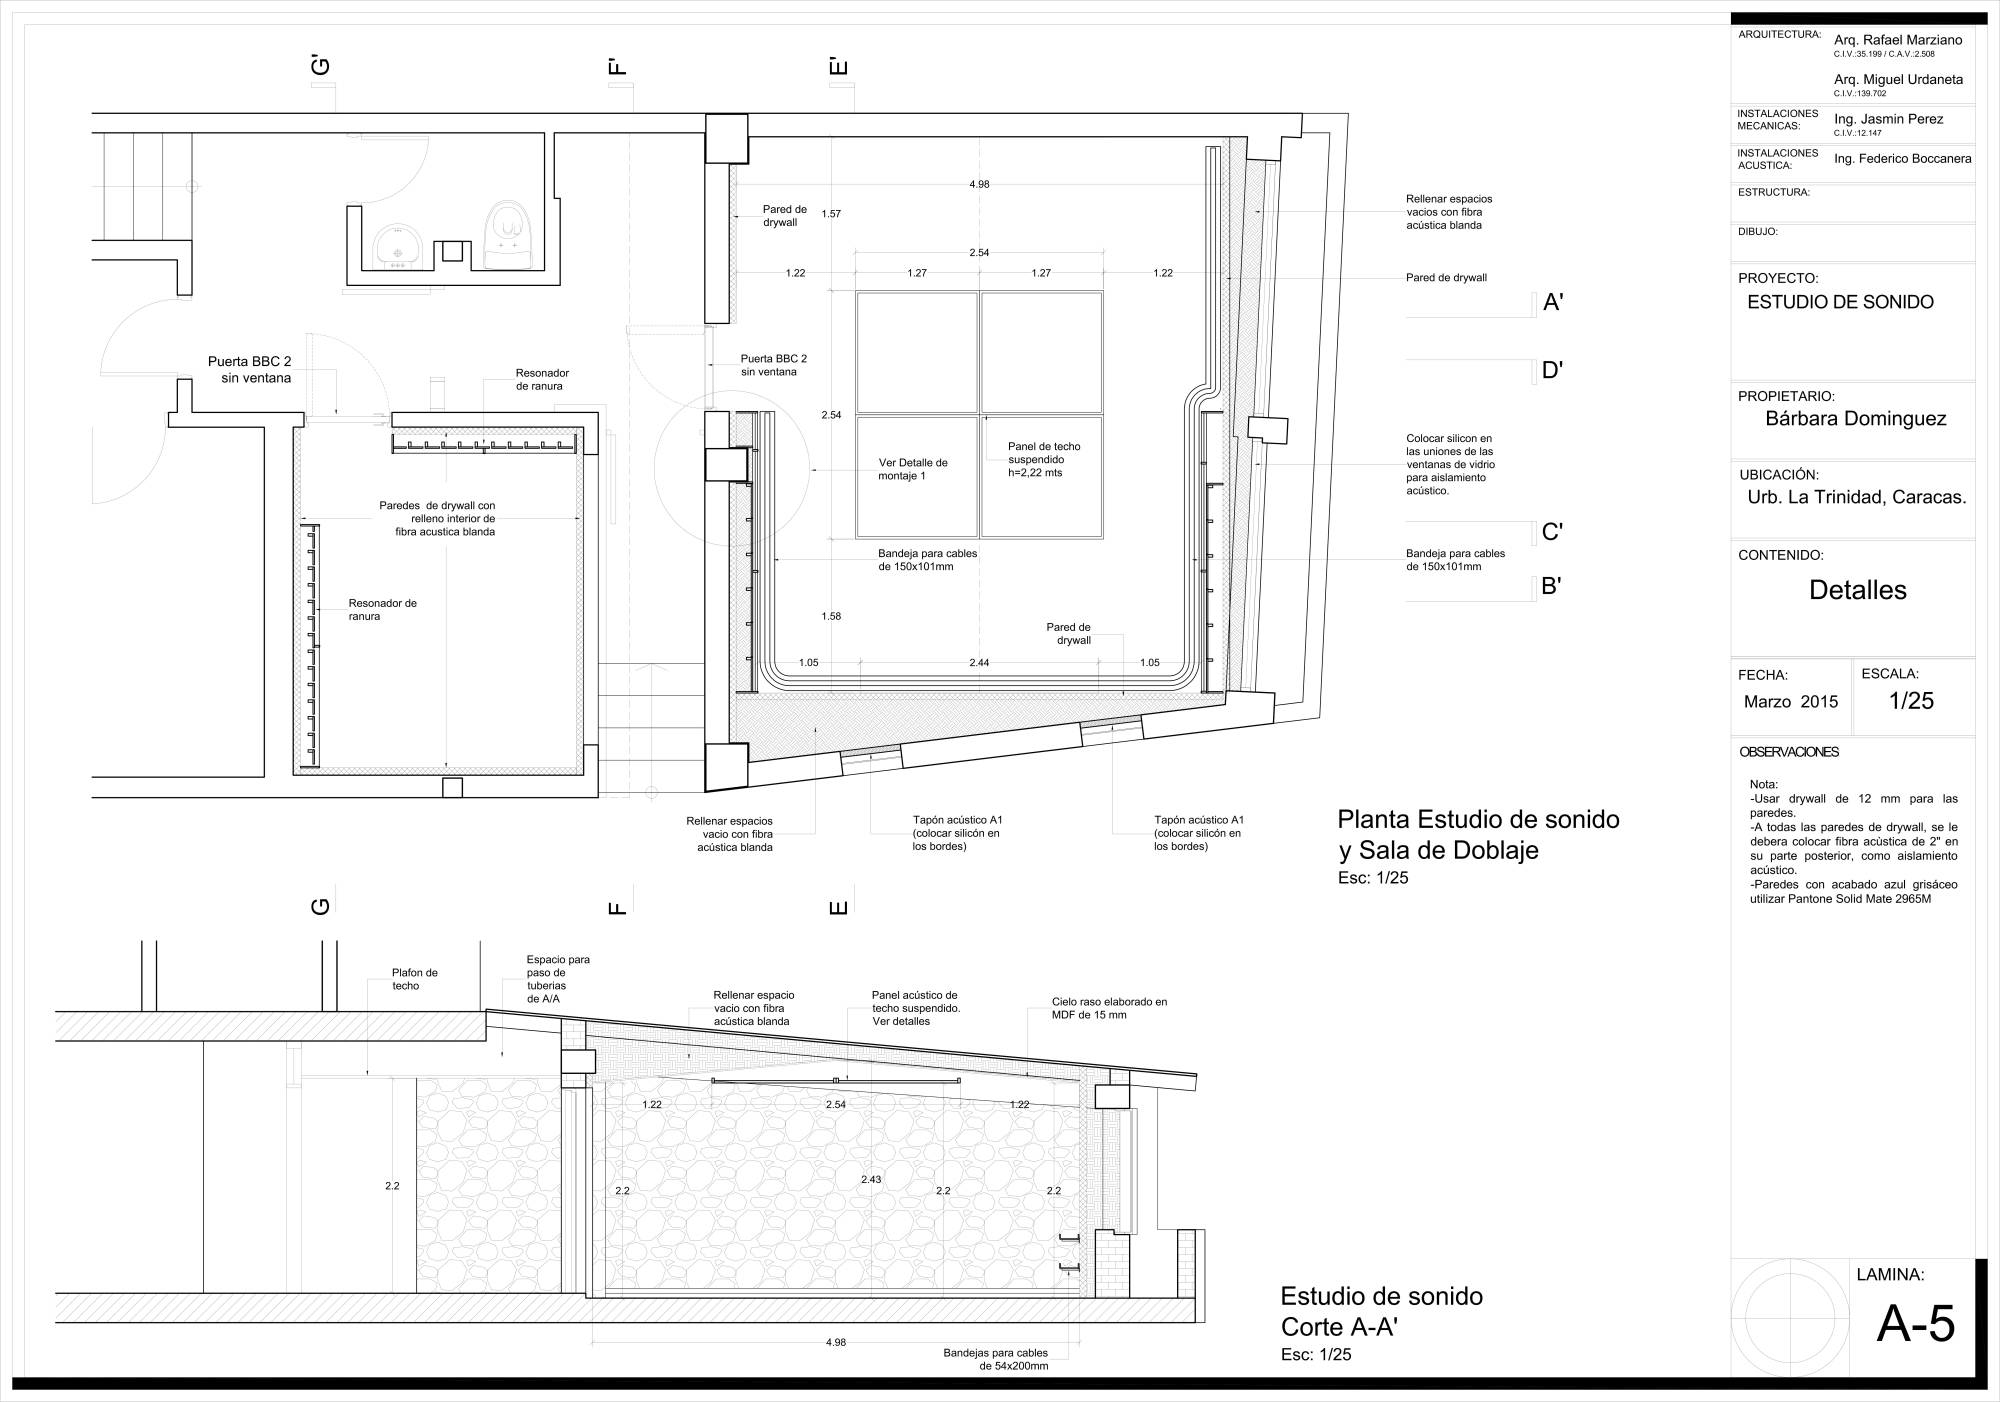 G'
F'
E'
4.98
Pared de
drywall
1.57
2.54
1.22
1.27
1.27
1.22
Rellenar espacios
vacios con fibra
acústica blanda
Pared de drywall
A'
D'
Puerta BBC 2
sin ventana
Resonador
de ranura
Puerta BBC 2
sin ventana
2.54
Ver Detalle de
montaje 1
Panel de techo
suspendido
h=2,22 mts
Colocar silicon en
las uniones de las
ventanas de vidrio
para aislamiento
acústico.
Paredes de drywall con
relleno interior de
fibra acustica blanda
C'
Bandeja para cables
de 150x101mm
Bandeja para cables
de 150x101mm
B'
Resonador de
ranura
1.58
Pared de
drywall
1.05
2.44
1.05
Rellenar espacios
vacio con fibra
acústica blanda
Tapón acústico A1
(colocar silicón en
los bordes)
Tapón acústico A1
(colocar silicón en
los bordes)
Planta Estudio de sonido
y Sala de Doblaje
Esc: 1/25
G
F
E
Plafon de
techo
Espacio para
paso de
tuberias
de A/A
Rellenar espacio
vacio con fibra
acústica blanda
Panel acústico de
techo suspendido.
Ver detalles
Cielo raso elaborado en
MDF de 15 mm
1.22
2.54
1.22
2.2
2.2
2.43
2.2
2.2
4.98
Bandejas para cables
de 54x200mm
Estudio de sonido
Corte A-A'
Esc: 1/25
ARQUITECTURA:
Arq. Rafael Marziano
C.I.V.:35.199 / C.A.V.:2.508
Arq. Miguel Urdaneta
C.I.V.:139.702
INSTALACIONES
MECANICAS:
Ing. Jasmin Perez
C.I.V.:12.147
INSTALACIONES
ACUSTICA:
Ing. Federico Boccanera
ESTRUCTURA:
DIBUJO:
PROYECTO:
ESTUDIO DE SONIDO
PROPIETARIO:
Bárbara Dominguez
UBICACIÓN:
Urb. La Trinidad, Caracas.
CONTENIDO:
Detalles
FECHA:
Marzo 2015
ESCALA:
1/25
OBSERVACIONES
Nota:
-Usar drywall de 12 mm para las
paredes.
-A todas las paredes de drywall, se le
debera colocar fibra acùstica de 2" en
su parte posterior, como aislamiento
acústico.
-Paredes con acabado azul grisáceo
utilizar Pantone Solid Mate 2965M
LAMINA:
A-5